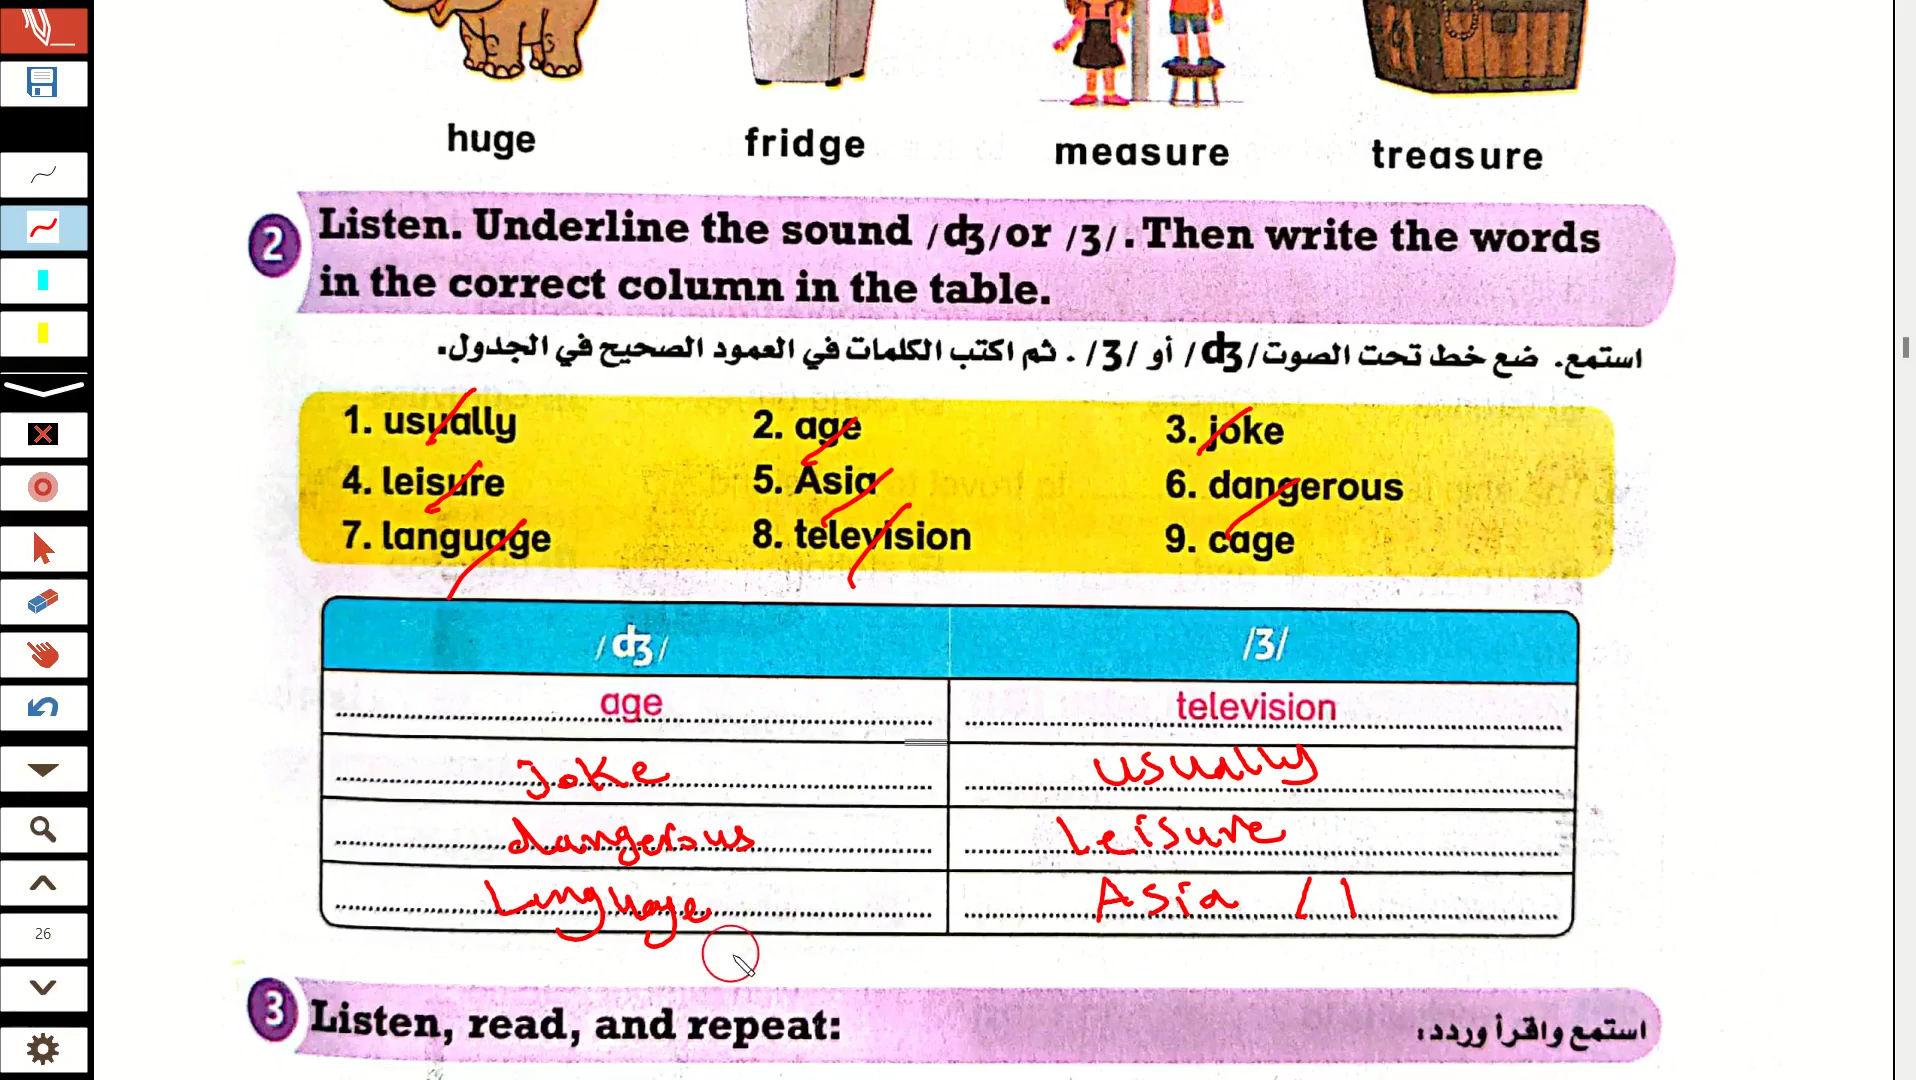 huge fridge measure treasure
2 Listen. Underline the sound /ʤ/ or /ʒ/. Then write the words
in the correct column in the table.
استمع. ضع خط تحت الصوت /ʤ/ أو /ʒ/ . ثم اكتب الكلمات في العمود الصحيح في الجدول.
1. usually 2. age 3. joke
4. leisure 5. Asia 6. dangerous
7. language 8. television 9. cage
/ʤ/ /ʒ/
age television
Joke usually
dangerous Leisure
Language Asia / \
26
3 Listen, read, and repeat: استمع واقرأ وردد: